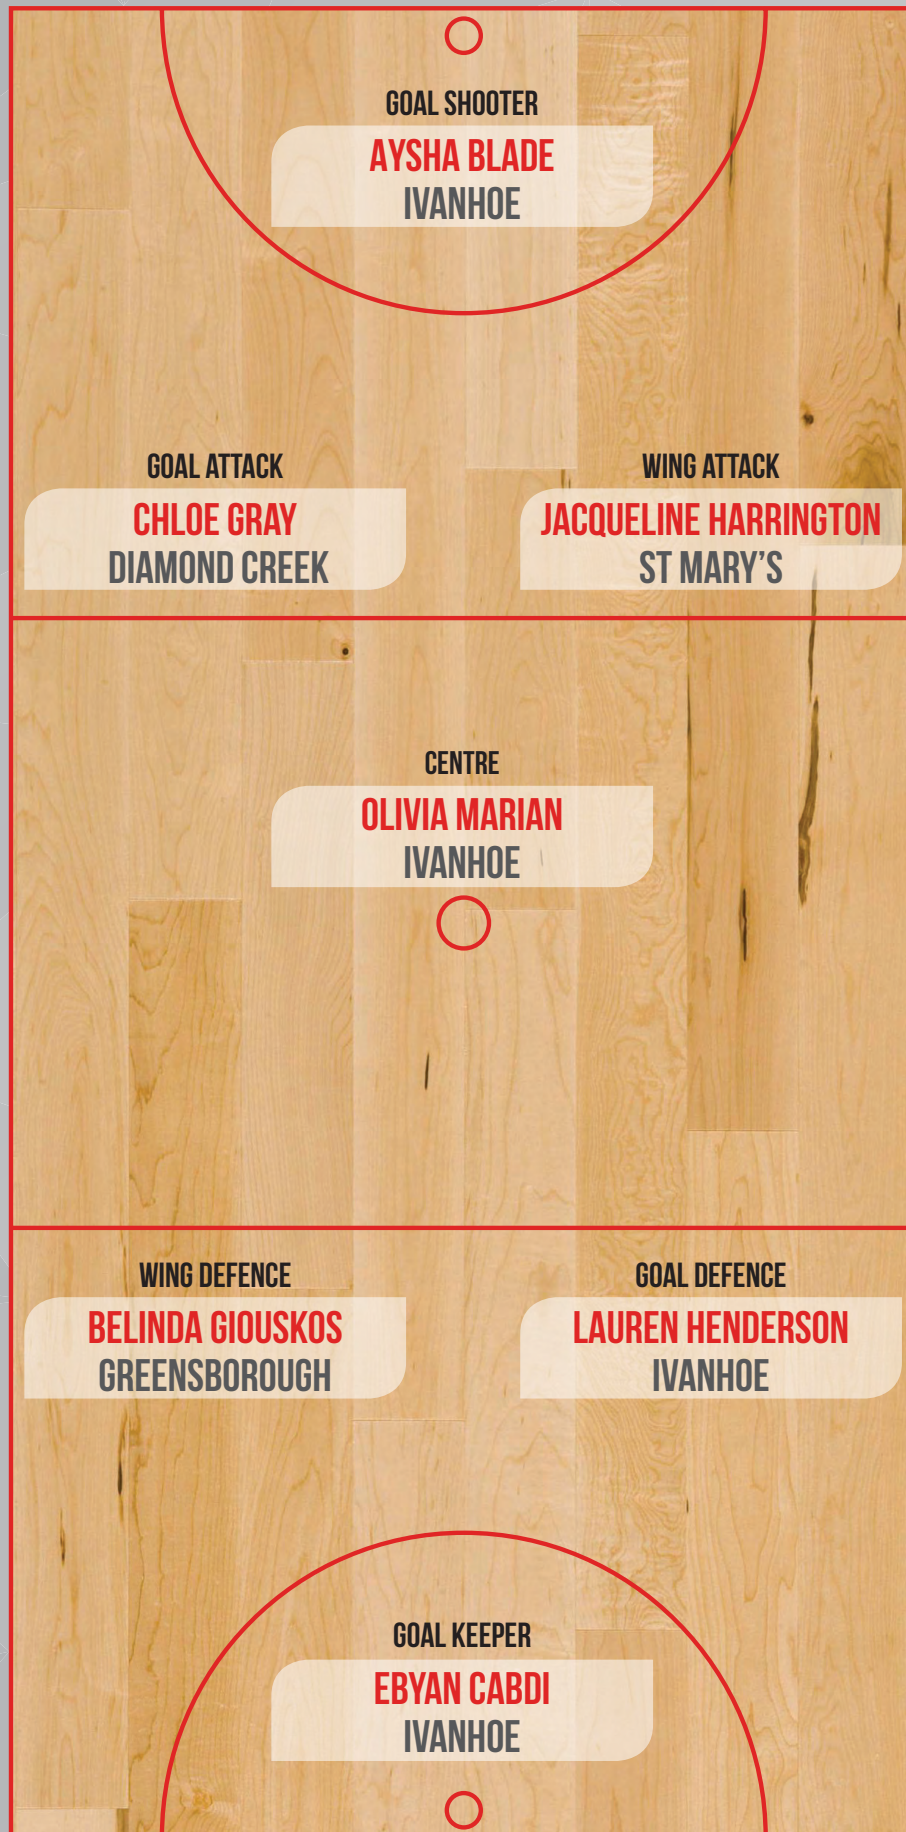 GOAL SHOOTER
AYSHA BLADE
IVANHOE
GOAL ATTACK
CHLOE GRAY
DIAMOND CREEK
WING ATTACK
JACQUELINE HARRINGTON
ST MARY'S
CENTRE
OLIVIA MARIAN
IVANHOE
WING DEFENCE
BELINDA GIOUSKOS
GREENSBOROUGH
GOAL DEFENCE
LAUREN HENDERSON
IVANHOE
GOAL KEEPER
EBYAN CABDI
IVANHOE